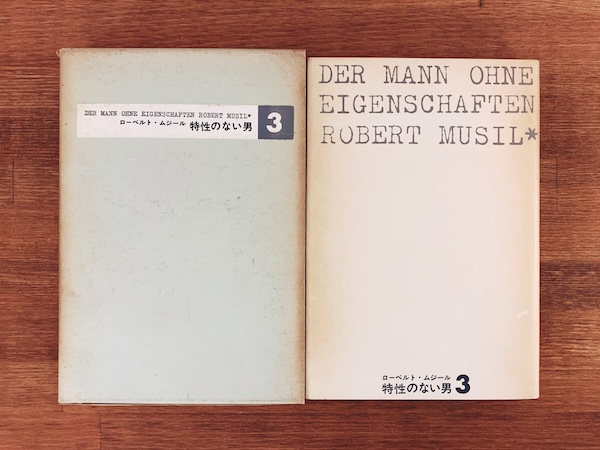 DER MANN OHNE EIGENSCHAFTEN ROBERT MUSIL*
ローベルト・ムジール 特性のない男 3
DER MANN OHNE
EIGENSCHAFTEN
ROBERT MUSIL*
ローベルト・ムジール
特性のない男 3